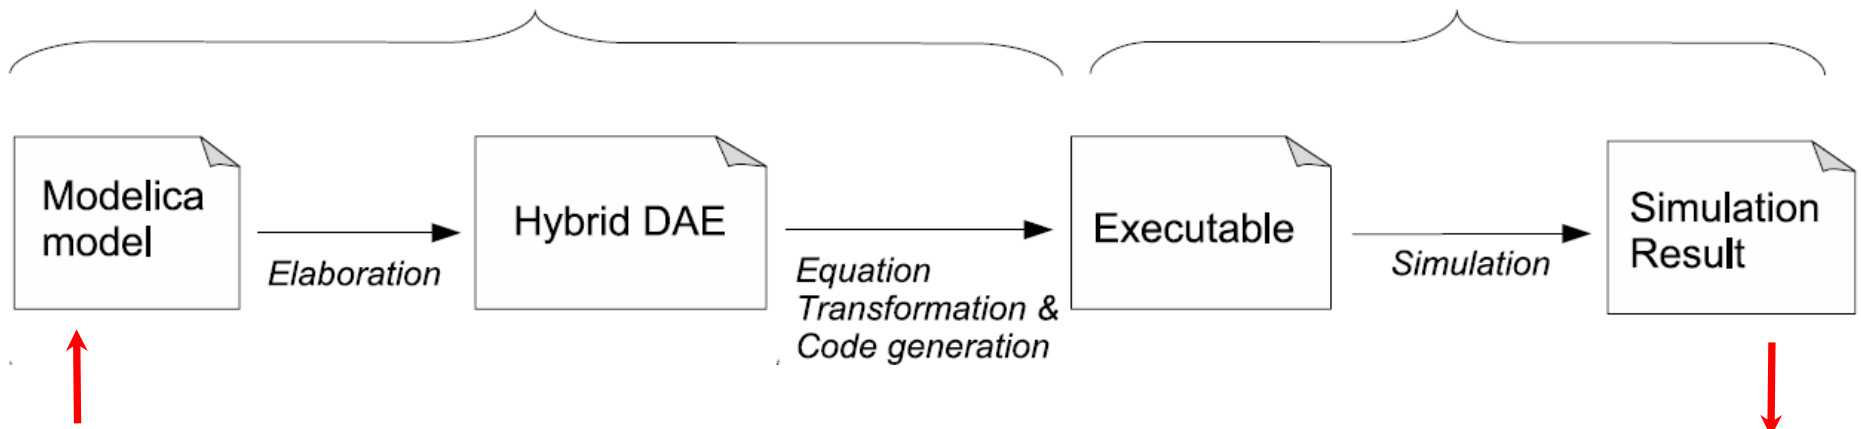 Modelica
model
Elaboration
Hybrid DAE
Equation
Transformation &
Code generation
Executable
Simulation
Simulation
Result